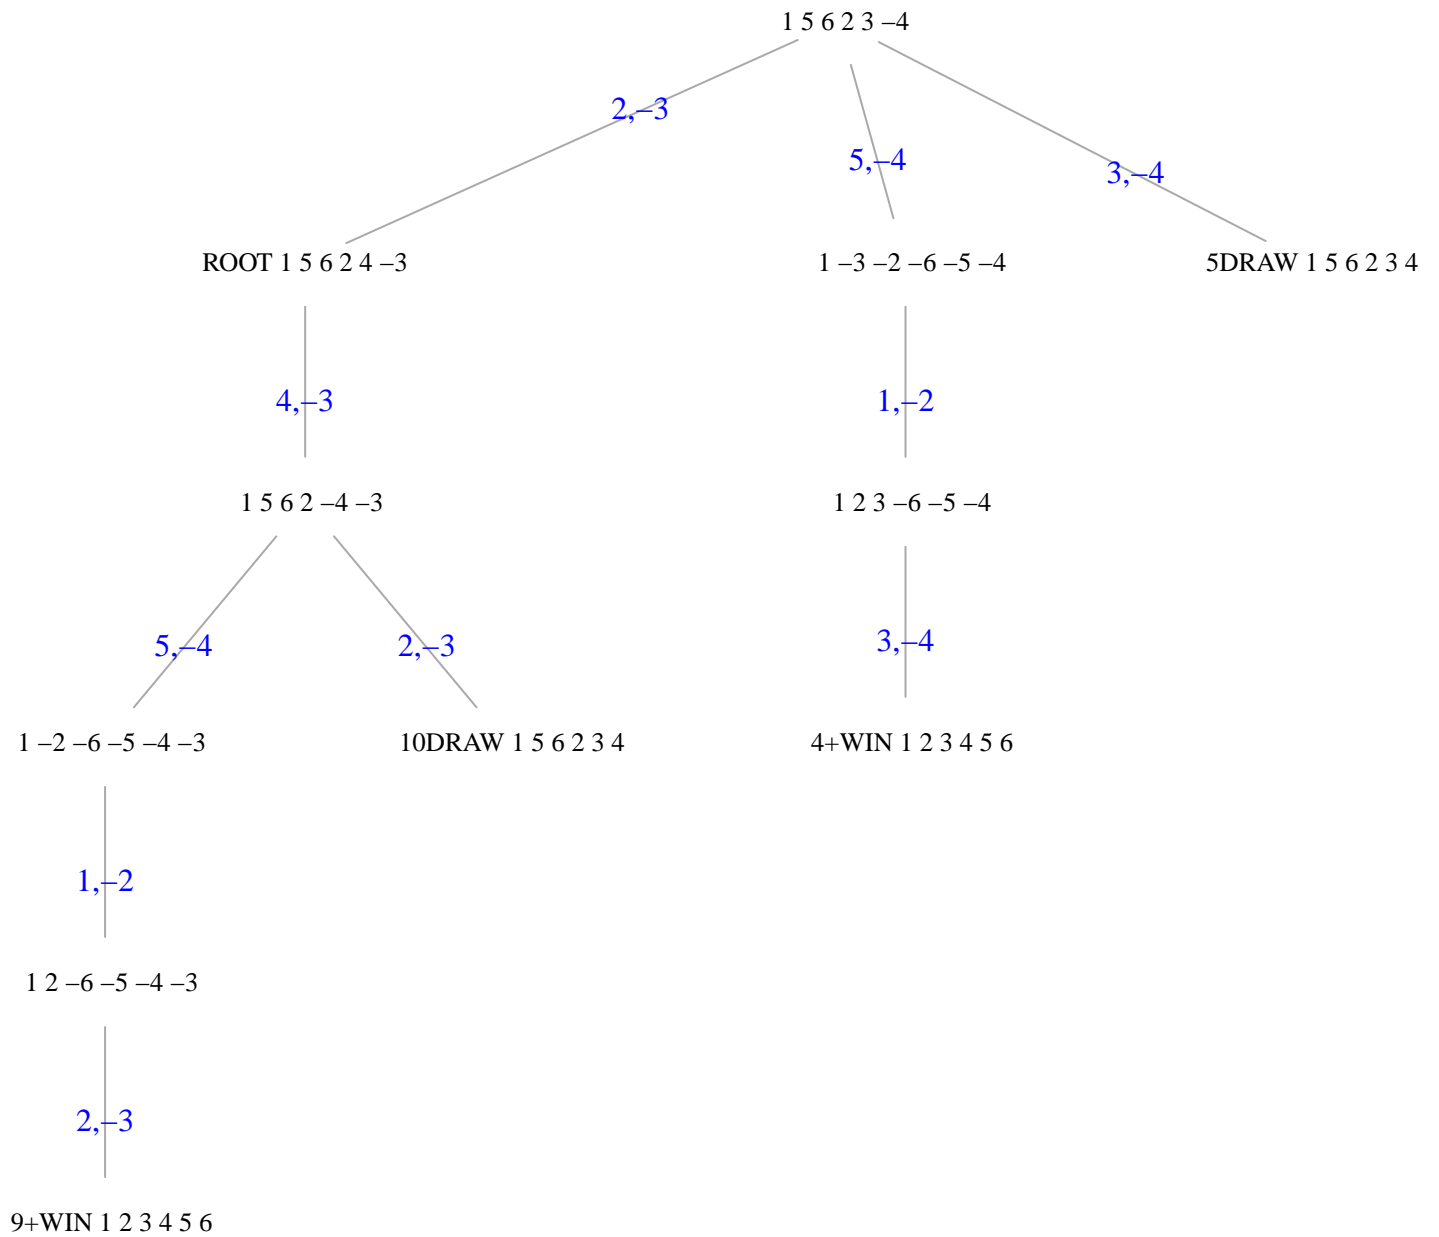 1 5 6 2 3 –4
2,–3
5,–4
3,–4
ROOT 1 5 6 2 4 –3
1 –3 –2 –6 –5 –4
5DRAW 1 5 6 2 3 4
4,–3
1,–2
1 5 6 2 –4 –3
1 2 3 –6 –5 –4
5,–4
2,–3
3,–4
1 –2 –6 –5 –4 –3
10DRAW 1 5 6 2 3 4
4+WIN 1 2 3 4 5 6
1,–2
1 2 –6 –5 –4 –3
2,–3
9+WIN 1 2 3 4 5 6